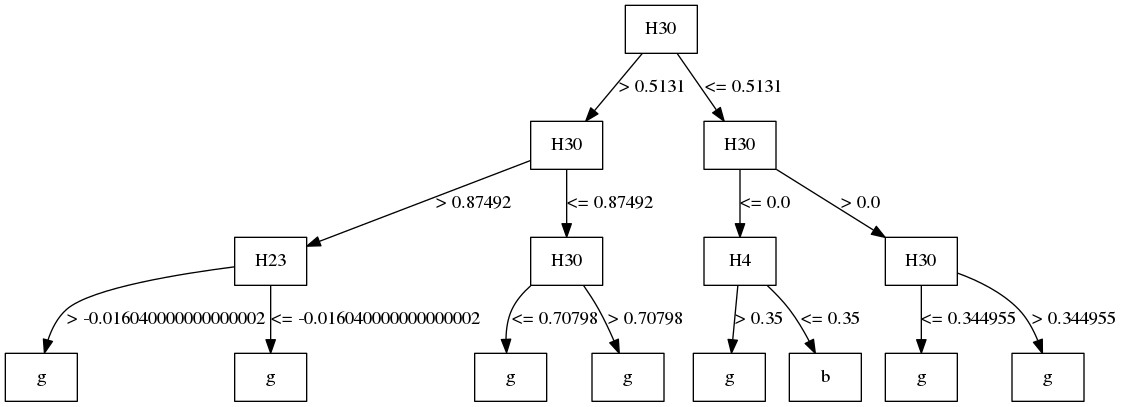 H30
> 0.5131
<= 0.5131
H30
H30
> 0.87492
<= 0.87492
<= 0.0
> 0.0
H23
H30
H4
H30
> -0.016040000000000002
<= -0.016040000000000002
<= 0.70798
> 0.70798
> 0.35
<= 0.35
<= 0.344955
> 0.344955
g
g
g
g
g
b
g
g